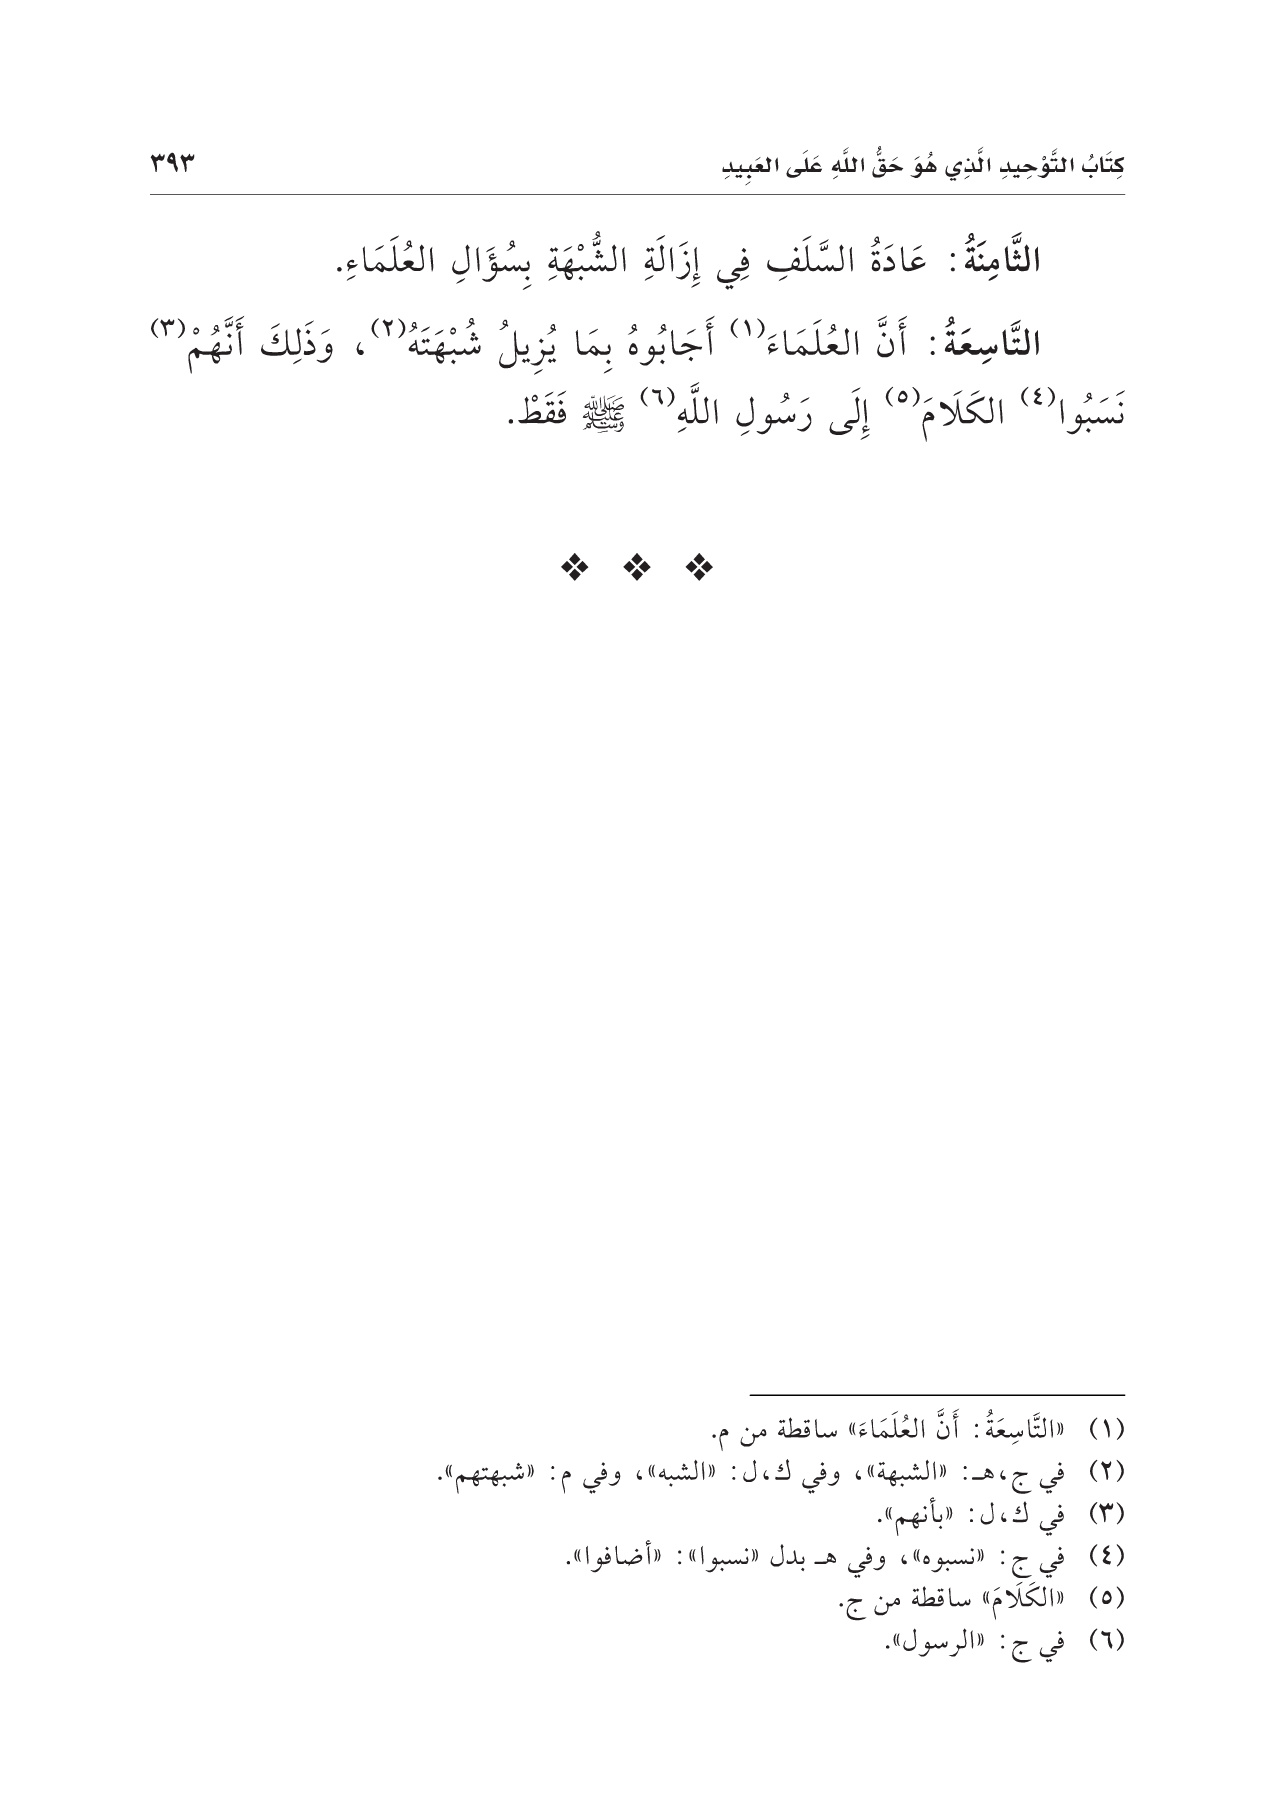 كِتَابُ التَّوْحِيدِ الَّذِي هُوَ حَقُّ اللَّهِ عَلَى العَبِيدِ ٣٩٣
الثَّامِنَةُ: عَادَةُ السَّلَفِ فِي إِزَالَةِ الشُّبْهَةِ بِسُؤَالِ العُلَمَاءِ.
التَّاسِعَةُ: أَنَّ العُلَمَاءَ(١) أَجَابُوهُ بِمَا يُزِيلُ شُبْهَتَهُ(٢)، وَذَلِكَ أَنَّهُمْ(٣)
نَسَبُوا(٤) الكَلَامَ(٥) إِلَى رَسُولِ اللَّهِ(٦) ﷺ فَقَطْ.
❖ ❖ ❖
(١) «التَّاسِعَةُ: أَنَّ العُلَمَاءَ» ساقطة من م.
(٢) في ج،هـ: «الشبهة»، وفي ك،ل: «الشبه»، وفي م: «شبهتهم».
(٣) في ك،ل: «بأنهم».
(٤) في ج: «نسبوه»، وفي هـ بدل «نسبوا»: «أضافوا».
(٥) «الكَلَامَ» ساقطة من ج.
(٦) في ج: «الرسول».